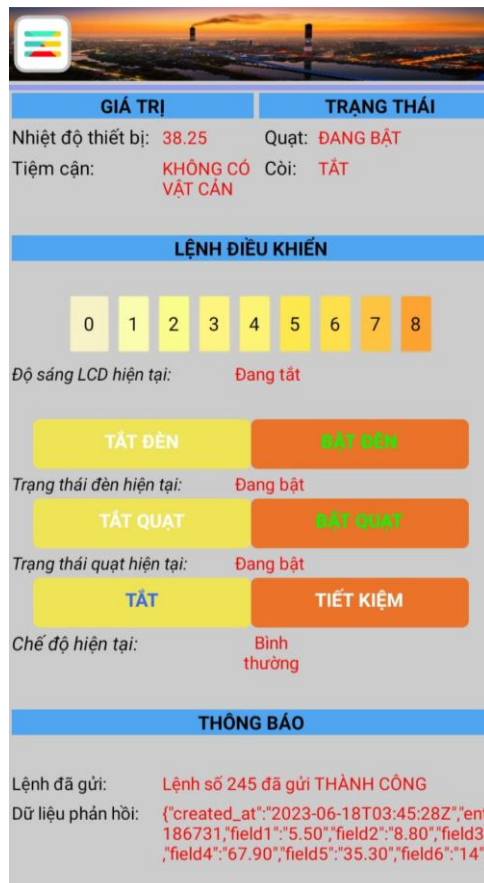 GIÁ TRỊ TRẠNG THÁI
Nhiệt độ thiết bị: 38.25 Quạt: ĐANG BẬT
Tiệm cận: KHÔNG CÓ Còi: TẮT
VẬT CẢN
LỆNH ĐIỀU KHIỂN
0 1 2 3 4 5 6 7 8
Độ sáng LCD hiện tại: Đang tắt
TẮT ĐÈN BẬT ĐÈN
Trạng thái đèn hiện tại: Đang bật
TẮT QUẠT BẬT QUẠT
Trạng thái quạt hiện tại: Đang bật
TẮT TIẾT KIỆM
Chế độ hiện tại: Bình
thường
THÔNG BÁO
Lệnh đã gửi: Lệnh số 245 đã gửi THÀNH CÔNG
Dữ liệu phản hồi: {"created_at":"2023-06-18T03:45:28Z","ent
186731,"field1":"5.50","field2":"8.80","field3
,"field4":"67.90","field5":"35.30","field6":"14"